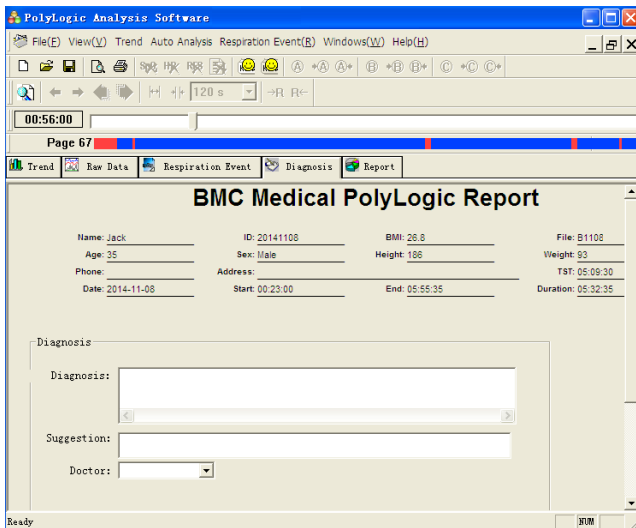 PolyLogic Analysis Software
File(F) View(V) Trend Auto Analysis Respiration Event(R) Windows(W) Help(H)
120 s
00:56:00
Page 67
Trend Raw Data Respiration Event Diagnosis Report
BMC Medical PolyLogic Report
Name: Jack ID: 20141108 BMI: 26.8 File: B1108
Age: 35 Sex: Male Height: 186 Weight: 93
Phone: Address: TST: 05:09:30
Date: 2014-11-08 Start: 00:23:00 End: 05:55:35 Duration: 05:32:35
Diagnosis
Diagnosis:
Suggestion:
Doctor:
Ready NUM